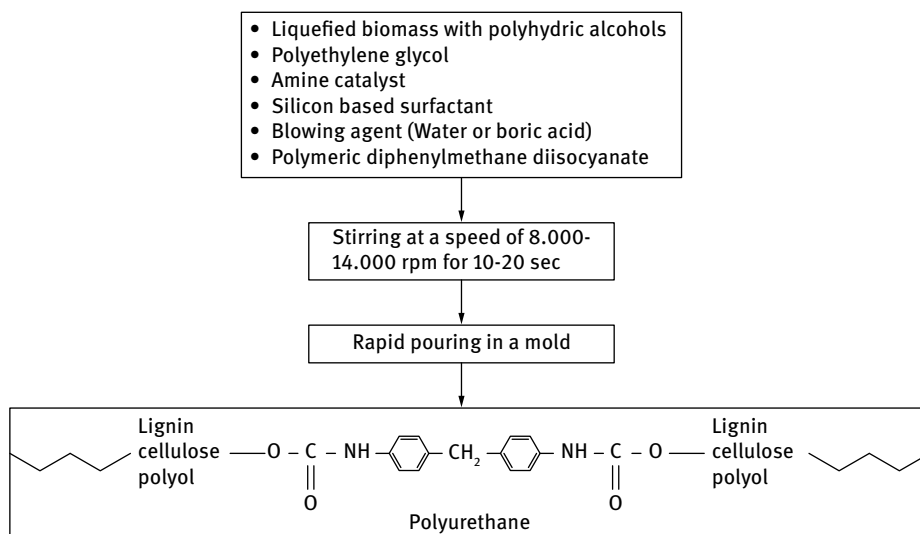 • Liquefied biomass with polyhydric alcohols
• Polyethylene glycol
• Amine catalyst
• Silicon based surfactant
• Blowing agent (Water or boric acid)
• Polymeric diphenylmethane diisocyanate
Stirring at a speed of 8.000-
14.000 rpm for 10-20 sec
Rapid pouring in a mold
Lignin
cellulose
polyol
O – C – NH
O
CH₂
NH – C – O
O
Lignin
cellulose
polyol
Polyurethane